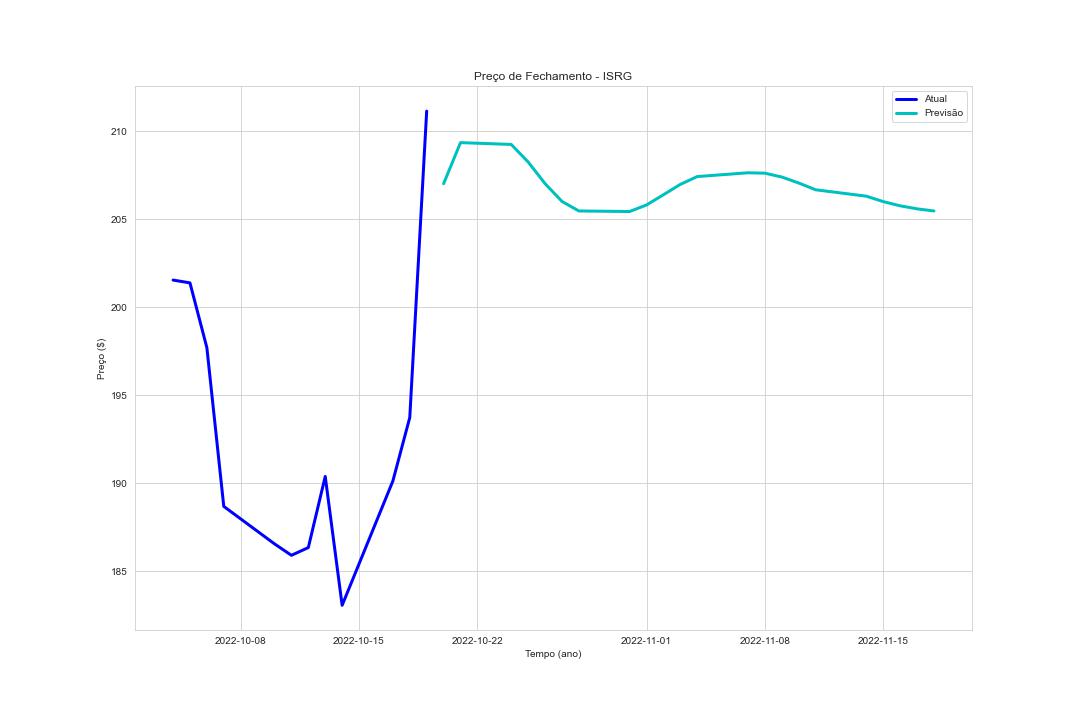 Preço de Fechamento - ISRG
Atual
Previsão
210
205
200
195
190
185
Preço ($)
2022-10-08 2022-10-15 2022-10-22 2022-11-01 2022-11-08 2022-11-15
Tempo (ano)